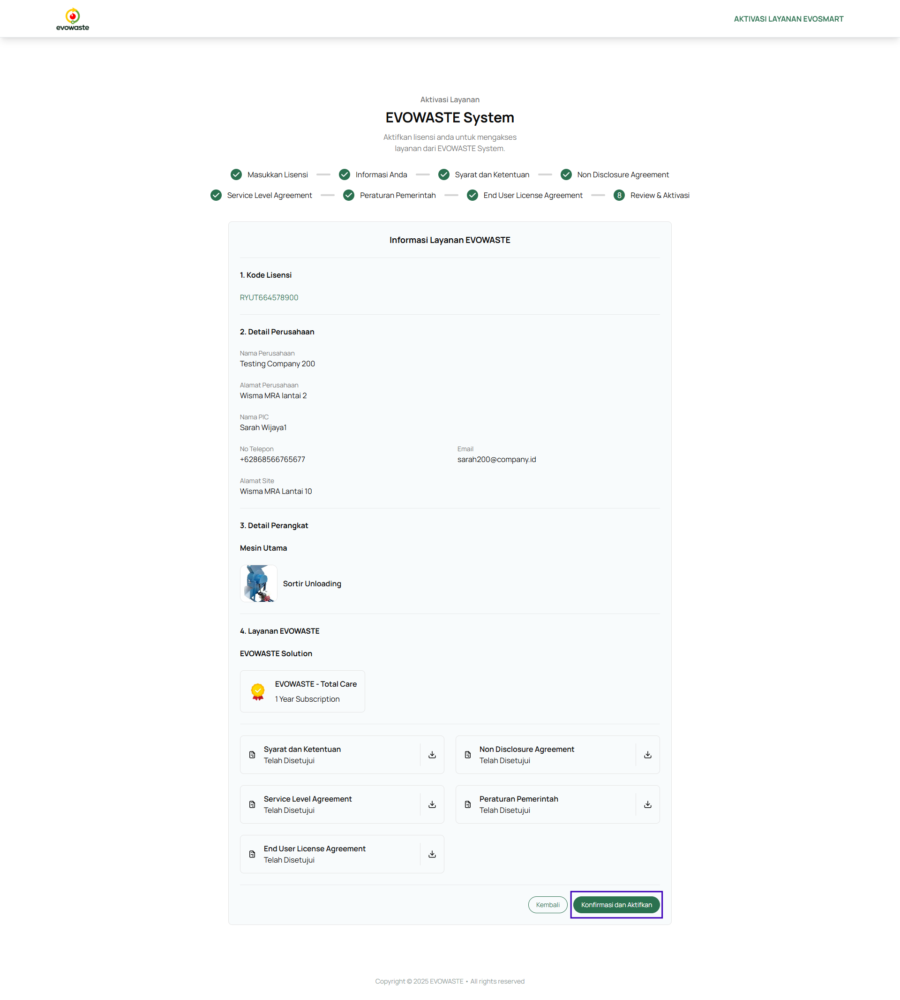 evowaste
AKTIVASI LAYANAN EVOSMART
Aktivasi Layanan
EVOWASTE System
Aktifkan lisensi anda untuk mengakses
layanan dari EVOWASTE System.
Masukkan Lisensi
Informasi Anda
Syarat dan Ketentuan
Non Disclosure Agreement
Service Level Agreement
Peraturan Pemerintah
End User License Agreement
8 Review & Aktivasi
Informasi Layanan EVOWASTE
1. Kode Lisensi
RYUT664578900
2. Detail Perusahaan
Nama Perusahaan
Testing Company 200
Alamat Perusahaan
Wisma MRA lantai 2
Nama PIC
Sarah Wijaya1
No Telepon
+62868566765677
Email
sarah200@company.id
Alamat Site
Wisma MRA Lantai 10
3. Detail Perangkat
Mesin Utama
Sortir Unloading
4. Layanan EVOWASTE
EVOWASTE Solution
EVOWASTE - Total Care
1 Year Subscription
Syarat dan Ketentuan
Telah Disetujui
Non Disclosure Agreement
Telah Disetujui
Service Level Agreement
Telah Disetujui
Peraturan Pemerintah
Telah Disetujui
End User License Agreement
Telah Disetujui
Kembali
Konfirmasi dan Aktifkan
Copyright © 2025 EVOWASTE • All rights reserved